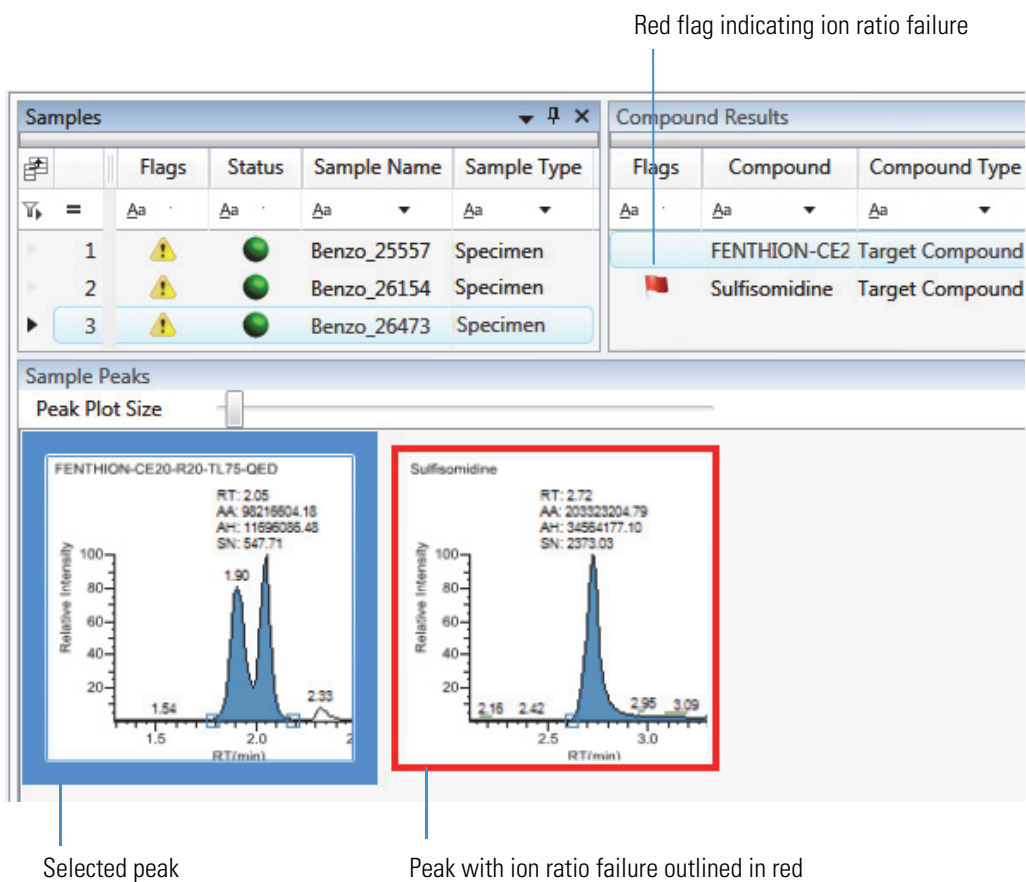 Red flag indicating ion ratio failure
Samples
Compound Results
Flags Status Sample Name Sample Type
Flags Compound Compound Type
= Aa Aa Aa Aa
Aa Aa Aa
1 Benzo_25557 Specimen
FENTHION-CE2 Target Compound
2 Benzo_26154 Specimen
Sulfisomidine Target Compound
3 Benzo_26473 Specimen
Sample Peaks
Peak Plot Size
FENTHION-CE20-R20-TL75-QED
RT: 2.05
AA: 98216604.18
AH: 11696086.48
SN: 547.71
Relative Intensity
100
80
60
40
20
1.90
1.54
2.33
1.5 2.0 2
RT(min)
Sulfisomidine
RT: 2.72
AA: 203323204.79
AH: 34564177.10
SN: 2373.03
Relative Intensity
100
80
60
40
20
2.16 2.42 2.95 3.09
2.5 3.0
RT(min)
Selected peak
Peak with ion ratio failure outlined in red